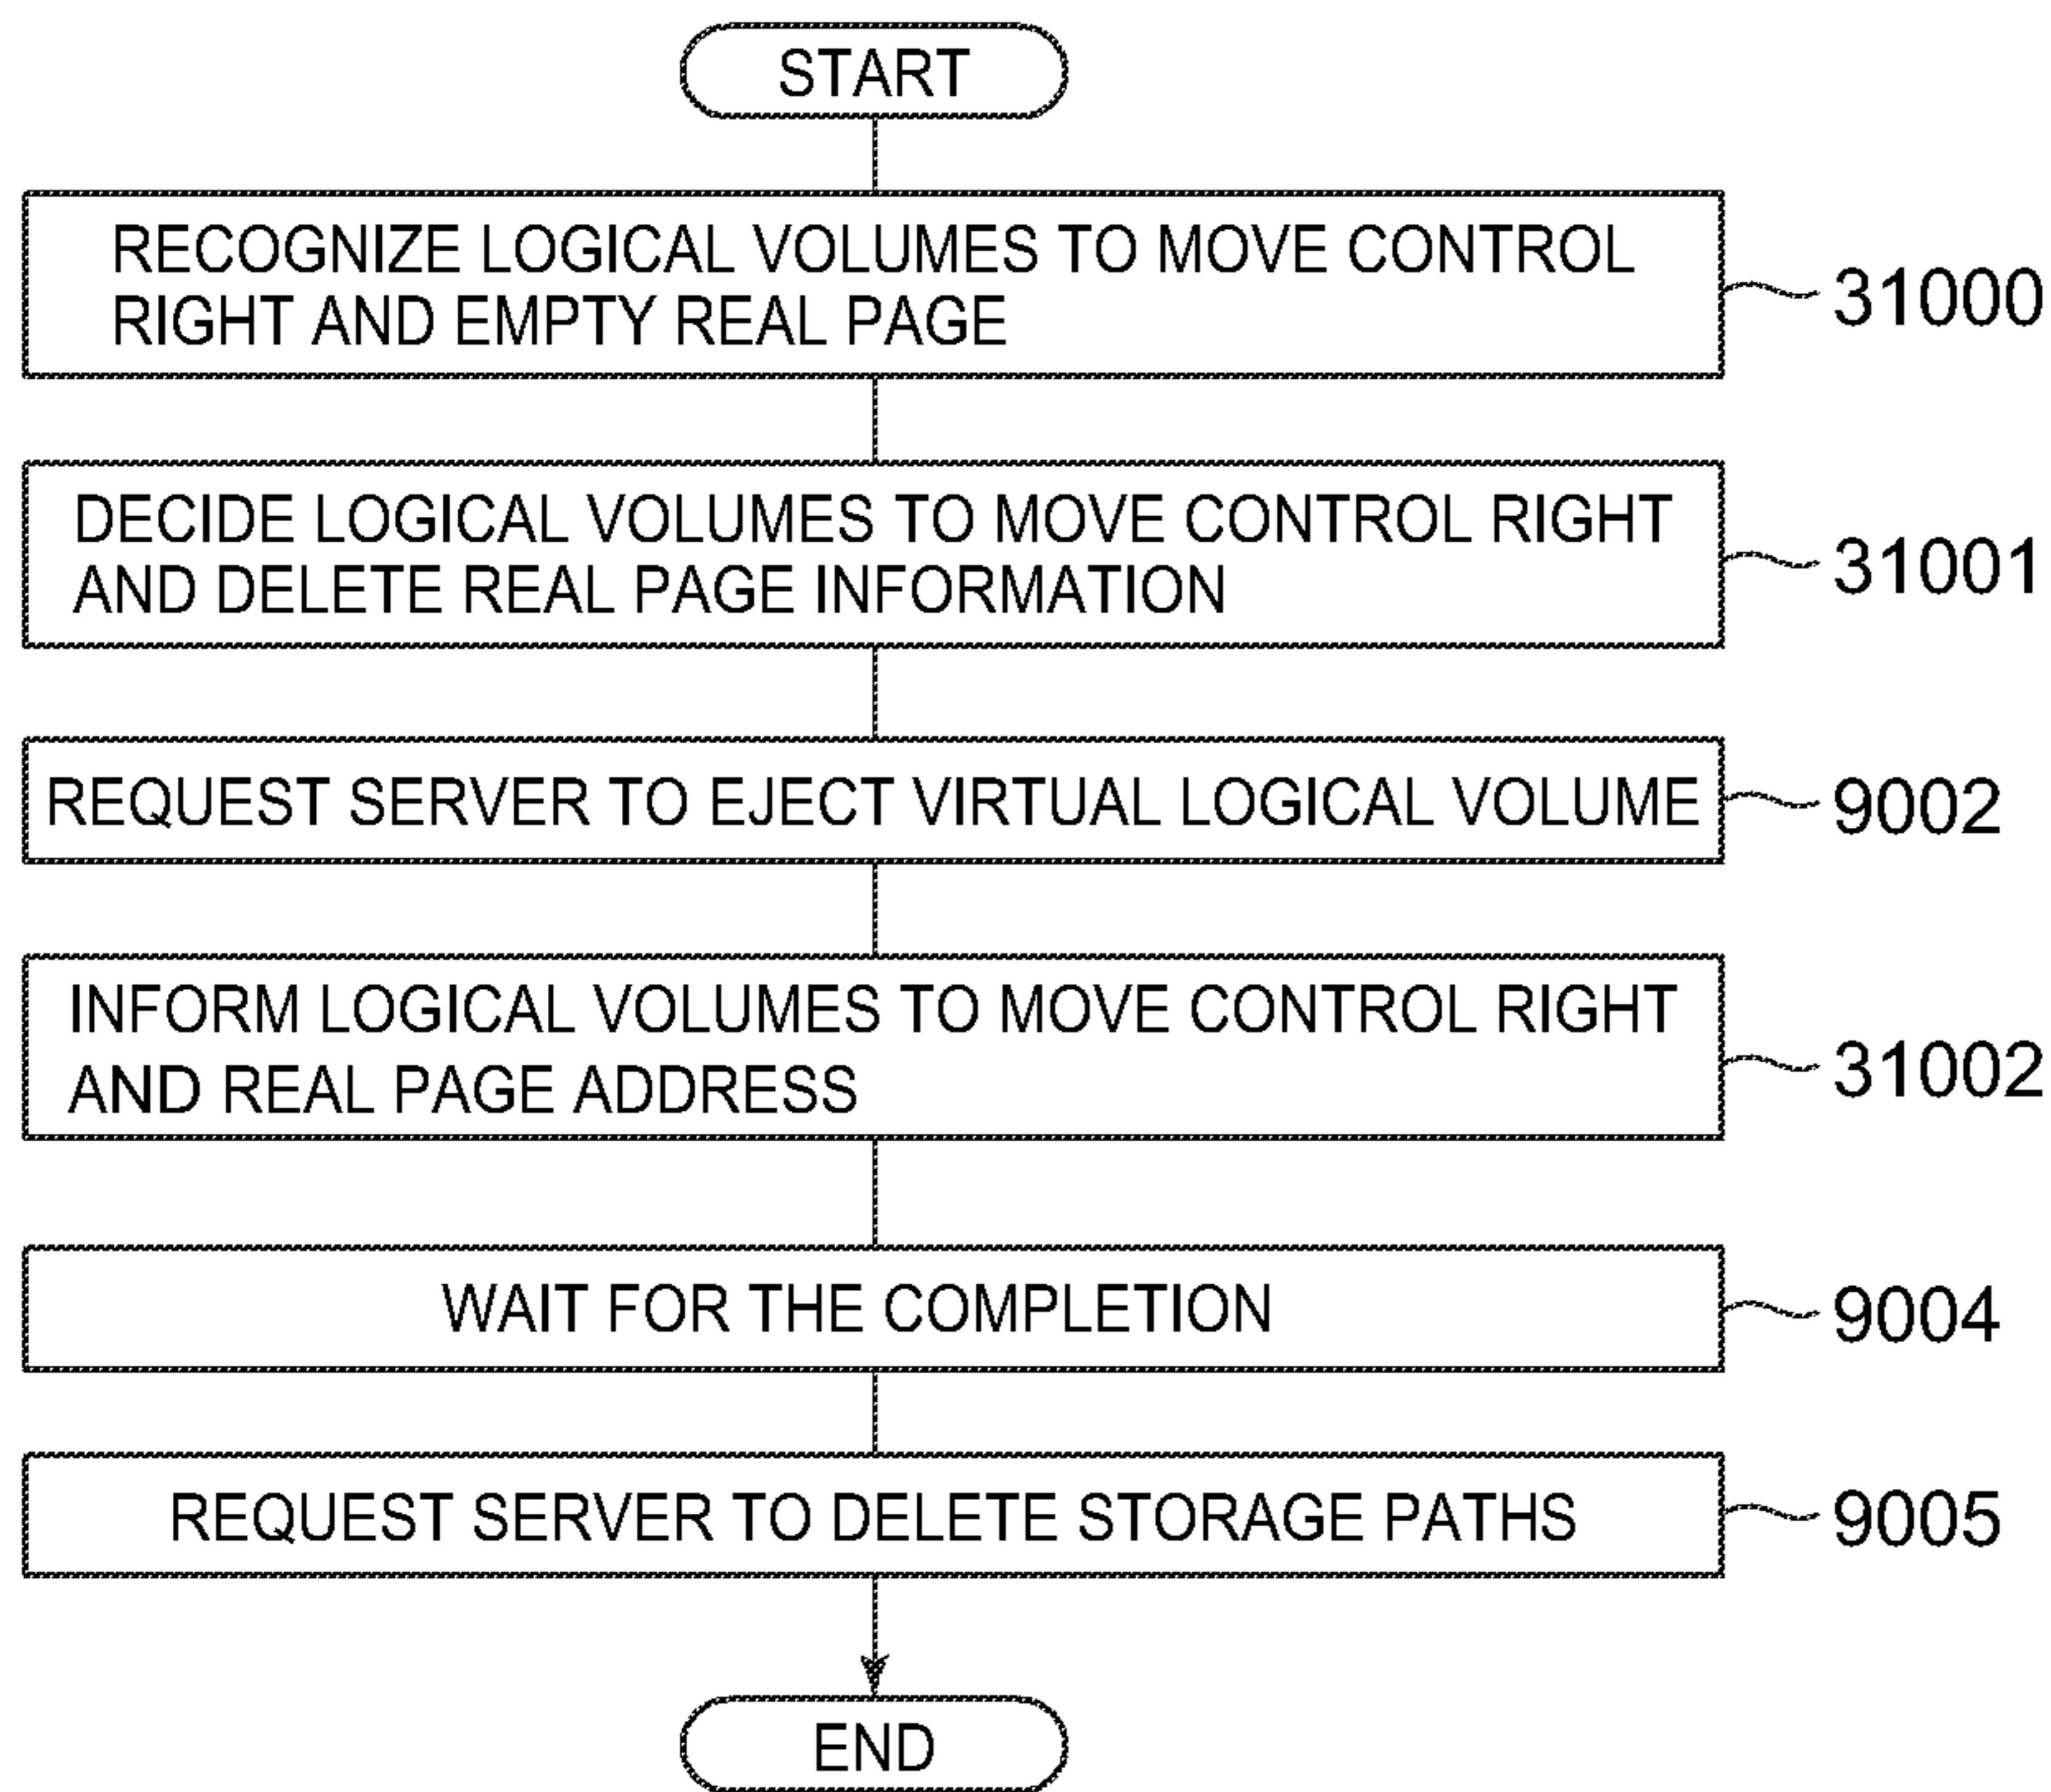 START
RECOGNIZE LOGICAL VOLUMES TO MOVE CONTROL
RIGHT AND EMPTY REAL PAGE
31000
DECIDE LOGICAL VOLUMES TO MOVE CONTROL RIGHT
AND DELETE REAL PAGE INFORMATION
31001
REQUEST SERVER TO EJECT VIRTUAL LOGICAL VOLUME
9002
INFORM LOGICAL VOLUMES TO MOVE CONTROL RIGHT
AND REAL PAGE ADDRESS
31002
WAIT FOR THE COMPLETION
9004
REQUEST SERVER TO DELETE STORAGE PATHS
9005
END